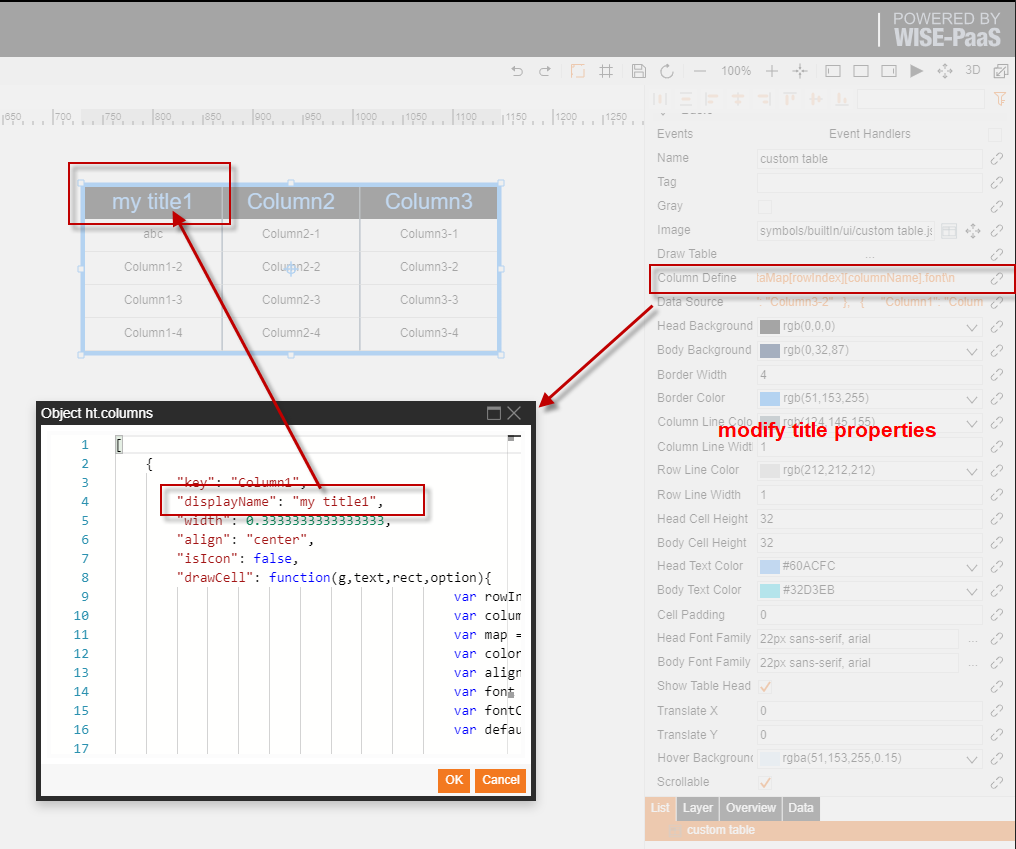 POWERED BY
WISE-PaaS
100%
3D
650
700
750
800
850
900
950
1000
1050
1100
1150
1200
1250
my title1
Column2
Column3
abc
Column2-1
Column3-1
Column1-2
Column2-2
Column3-2
Column1-3
Column2-3
Column3-3
Column1-4
Column2-4
Column3-4
Events
Event Handlers
Name
custom table
Tag
Gray
Image
symbols/builtIn/ui/custom table.js
Draw Table
...
Column Define
aMap[rowIndex][columnName].font\n
Data Source
: "Column3-2" }, { "Column1": "Colum
Head Background
rgb(0,0,0)
Body Background
rgb(0,32,87)
Border Width
4
Border Color
rgb(51,153,255)
Column Line Colo
rgb(124,145,155)
modify title properties
Column Line Widt
1
Row Line Color
rgb(212,212,212)
Row Line Width
1
Head Cell Height
32
Body Cell Height
32
Head Text Color
#60ACFC
Body Text Color
#32D3EB
Cell Padding
0
Head Font Family
22px sans-serif, arial
...
Body Font Family
22px sans-serif, arial
...
Show Table Head
Translate X
0
Translate Y
0
Hover Background
rgba(51,153,255,0.15)
Scrollable
List
Layer
Overview
Data
custom table
Object ht.columns
1 [
2 {
3 "key": "Column1",
4 "displayName": "my title1",
5 "width": 0.3333333333333333,
6 "align": "center",
7 "isIcon": false,
8 "drawCell": function(g,text,rect,option){
9 var rowIn
10 var colum
11 var map =
12 var color
13 var align
14 var font
15 var fontC
16 var defau
17
OK
Cancel